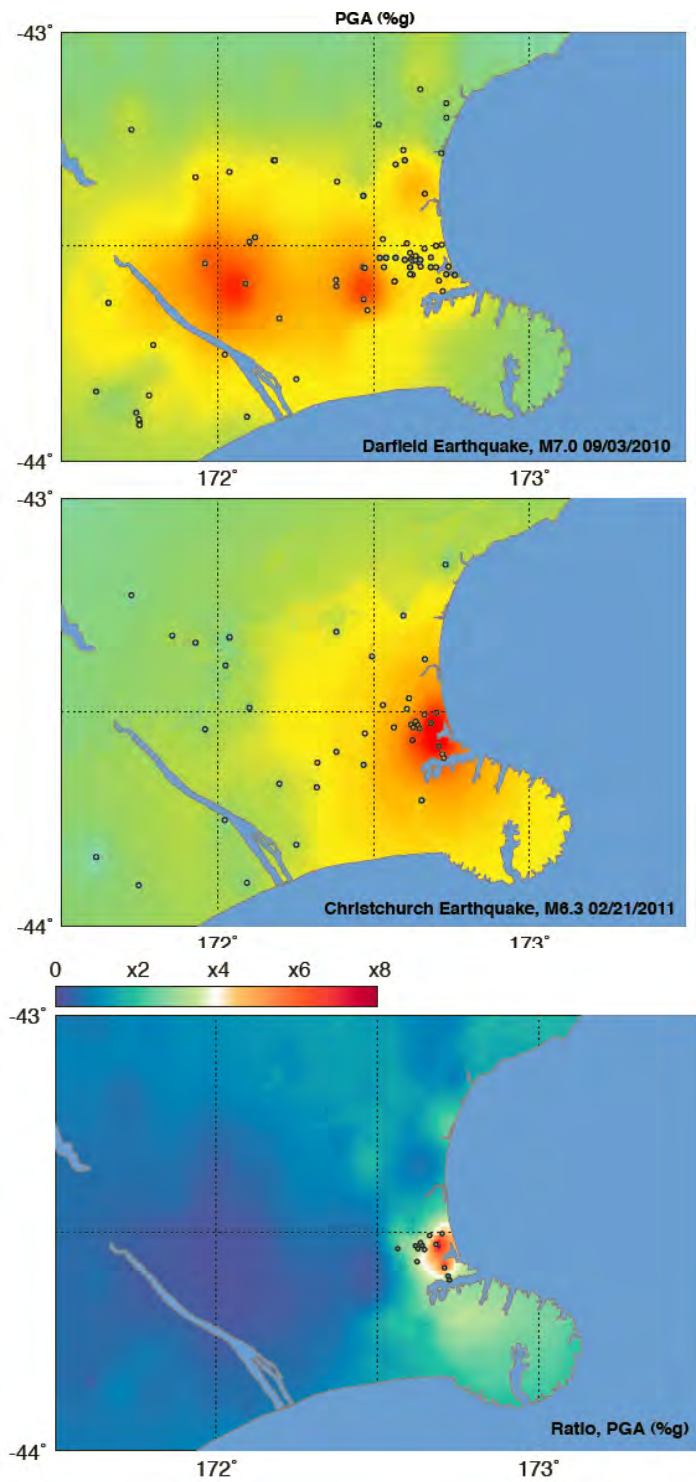 PGA (%g)
-43°
Darfield Earthquake, M7.0 09/03/2010
-44°
172° 173°
-43°
Christchurch Earthquake, M6.3 02/21/2011
-44°
172° 173°
0 x2 x4 x6 x8
-43°
Ratio, PGA (%g)
-44°
172° 173°